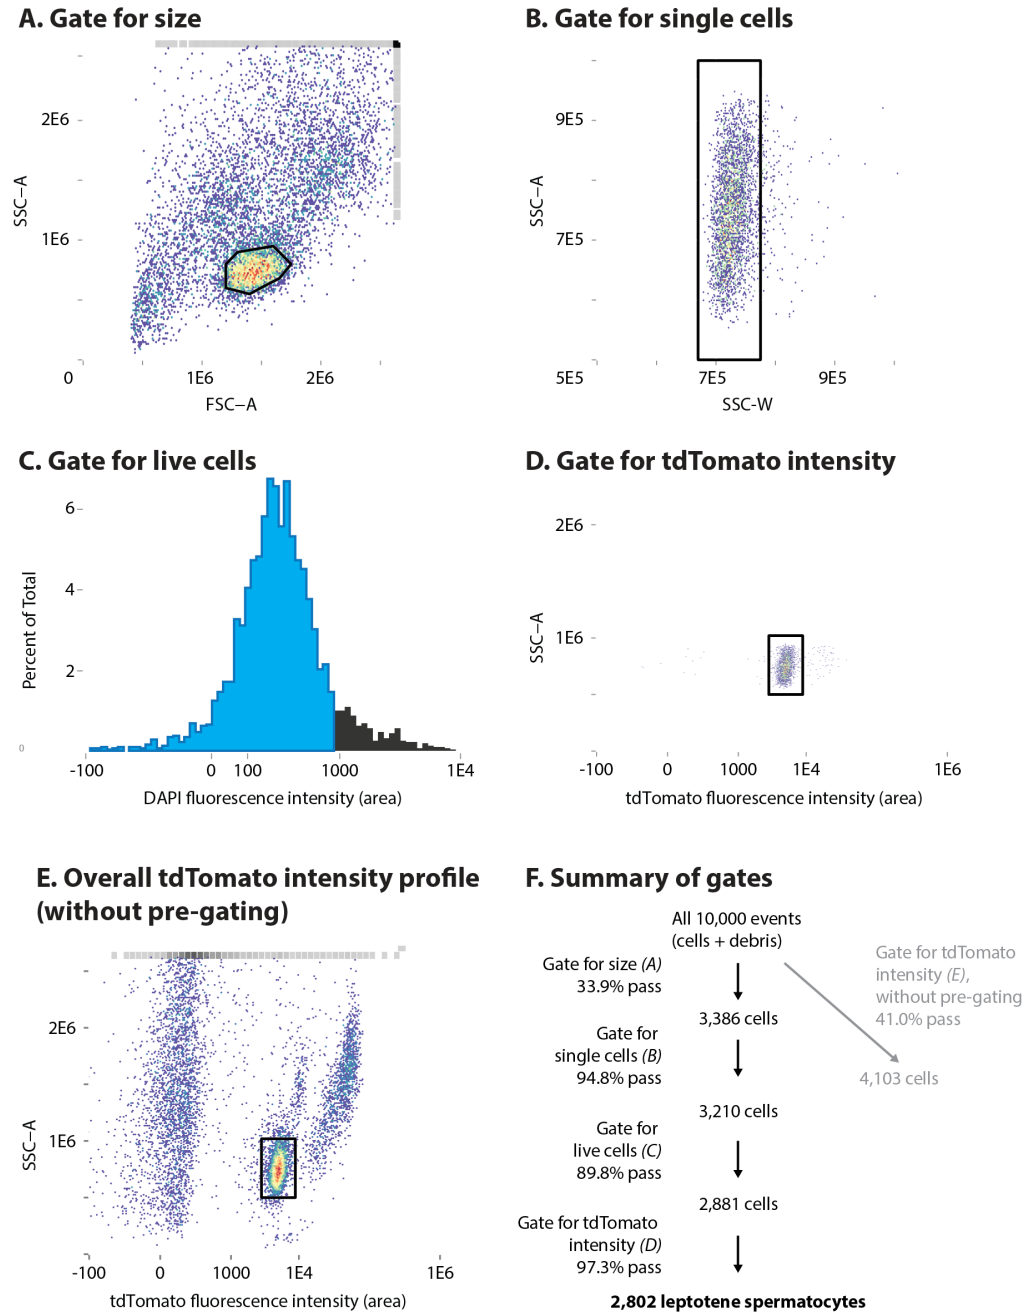 A. Gate for size
2E6
1E6
0
1E6
2E6
SSC–A
FSC–A
B. Gate for single cells
9E5
7E5
5E5
7E5
9E5
SSC–A
SSC-W
C. Gate for live cells
6
4
2
0
-100
0
100
1000
1E4
Percent of Total
DAPI fluorescence intensity (area)
D. Gate for tdTomato intensity
2E6
1E6
-100
0
1000
1E4
1E6
SSC–A
tdTomato fluorescence intensity (area)
E. Overall tdTomato intensity profile
(without pre-gating)
2E6
1E6
-100
0
1000
1E4
1E6
SSC–A
tdTomato fluorescence intensity (area)
F. Summary of gates
All 10,000 events
(cells + debris)
Gate for size (A)
33.9% pass
Gate for tdTomato
intensity (E),
without pre-gating
41.0% pass
3,386 cells
4,103 cells
Gate for
single cells (B)
94.8% pass
3,210 cells
Gate for
live cells (C)
89.8% pass
2,881 cells
Gate for tdTomato
intensity (D)
97.3% pass
2,802 leptotene spermatocytes